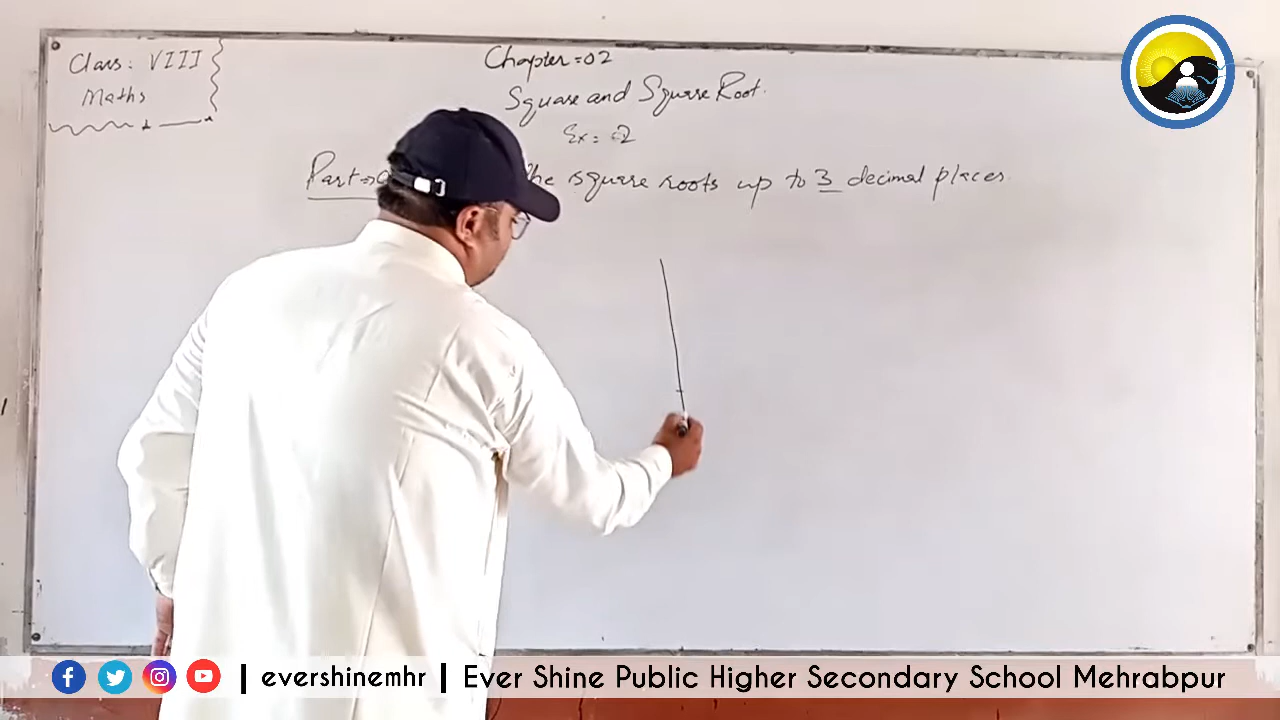 Class: VIII
Maths
Chapter = 02
Square and Square Root.
Ex = 02
Part the square roots up to 3 decimal places.
| evershinemhr | Ever Shine Public Higher Secondary School Mehrabpur